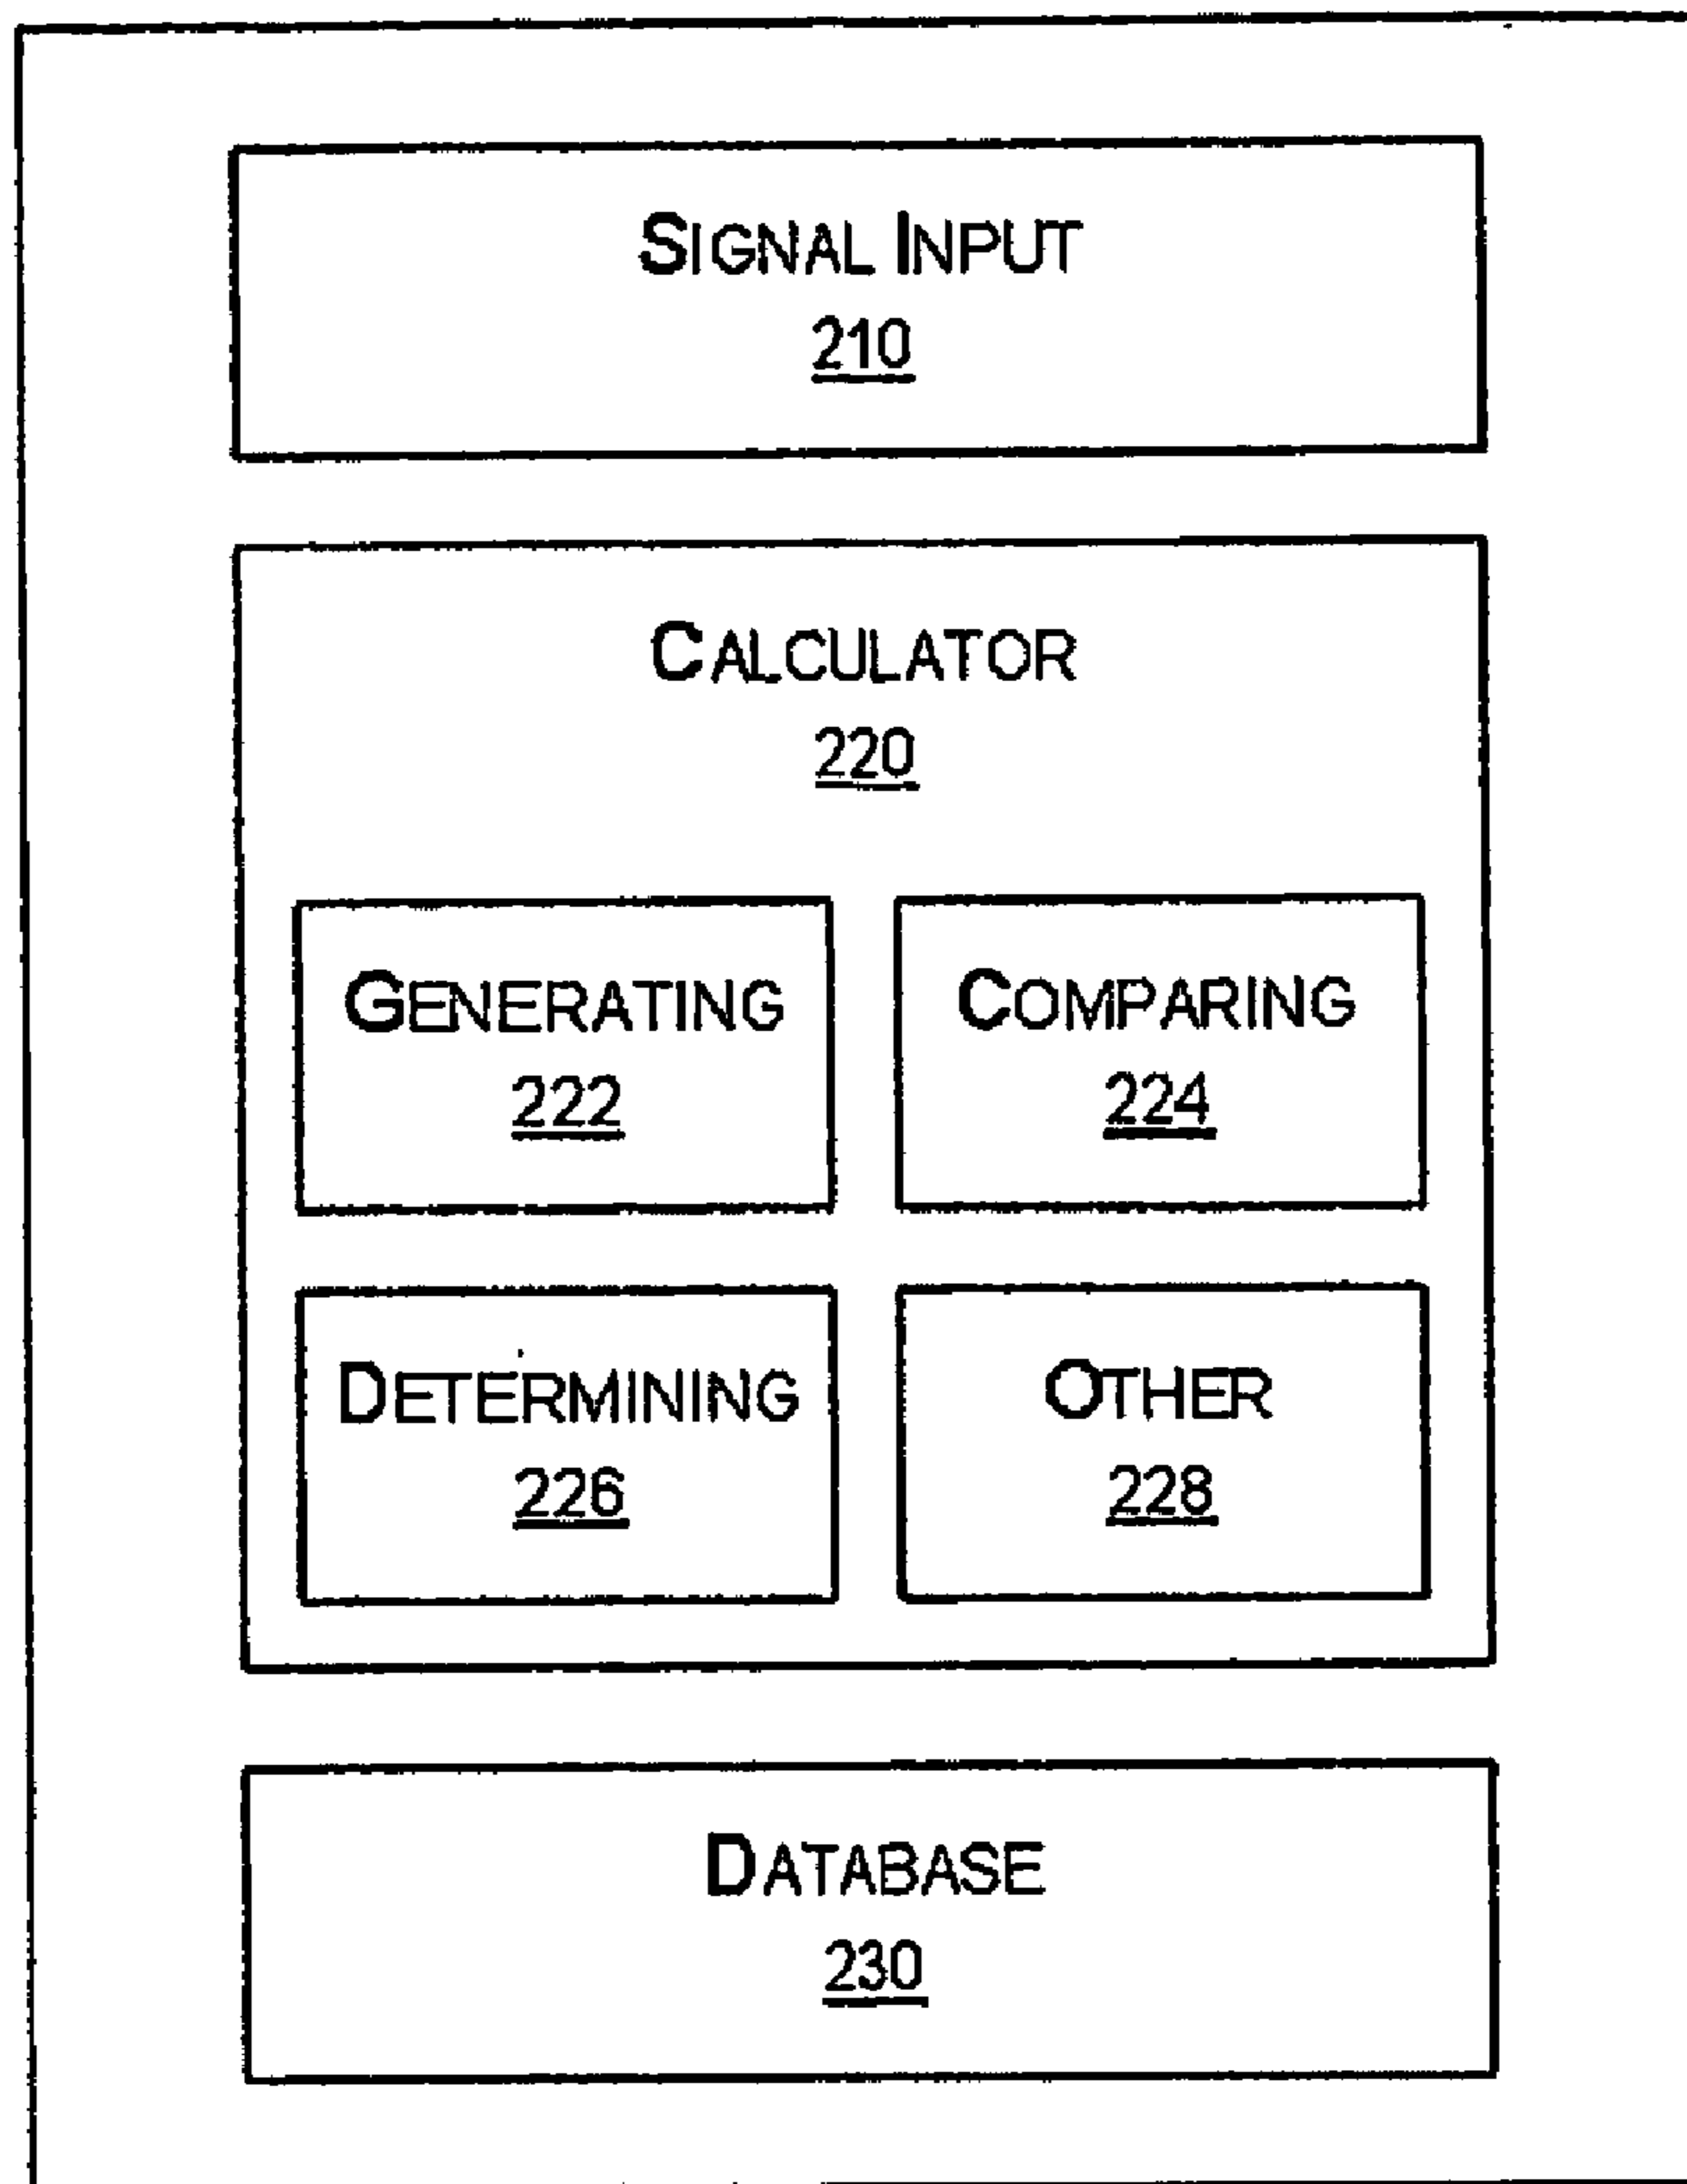 SIGNAL INPUT
210
CALCULATOR
220
GENERATING
222
COMPARING
224
DETERMINING
226
OTHER
228
DATABASE
230